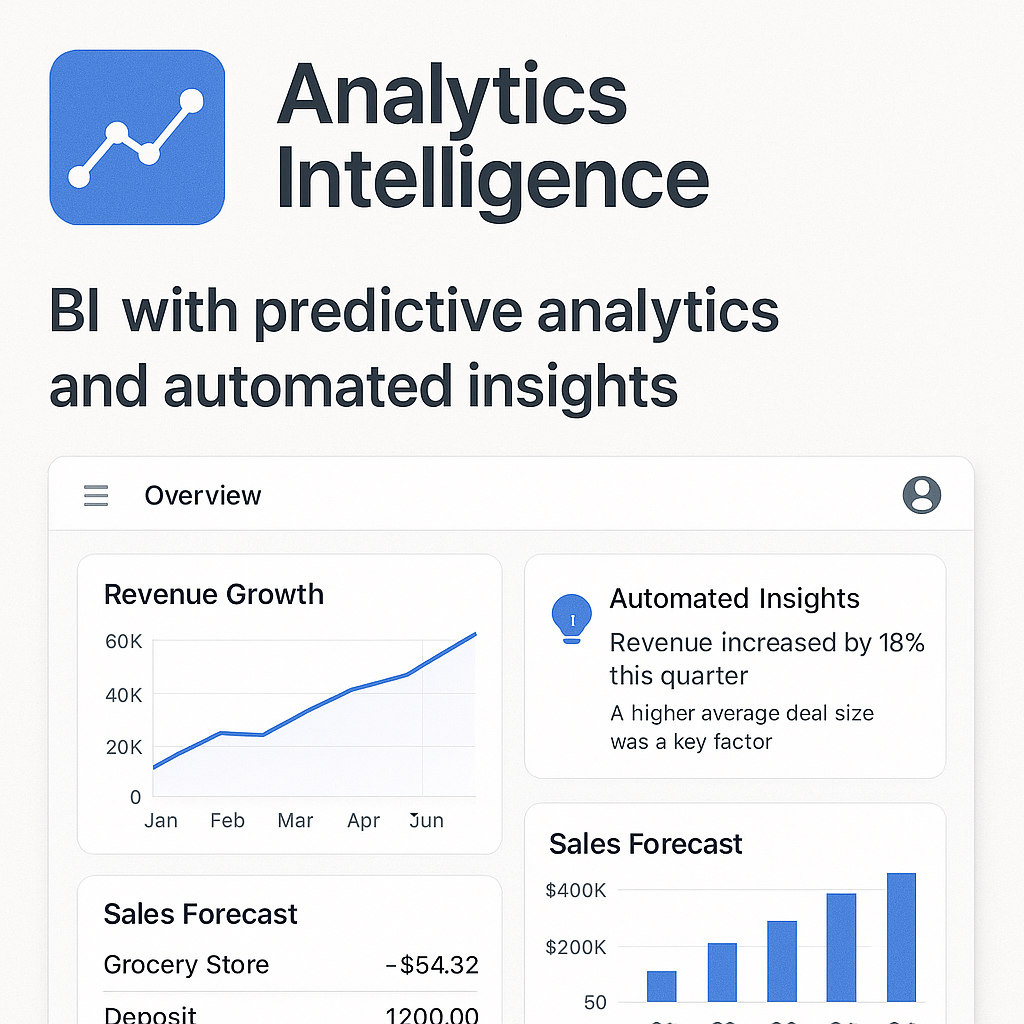 Analytics
Intelligence
BI with predictive analytics
and automated insights
Overview
Revenue Growth
60K
40K
20K
0
Jan Feb Mar Apr Jun
Automated Insights
Revenue increased by 18%
this quarter
A higher average deal size
was a key factor
Sales Forecast
Grocery Store -$54.32
Deposit 1200.00
Sales Forecast
$400K
$200K
50